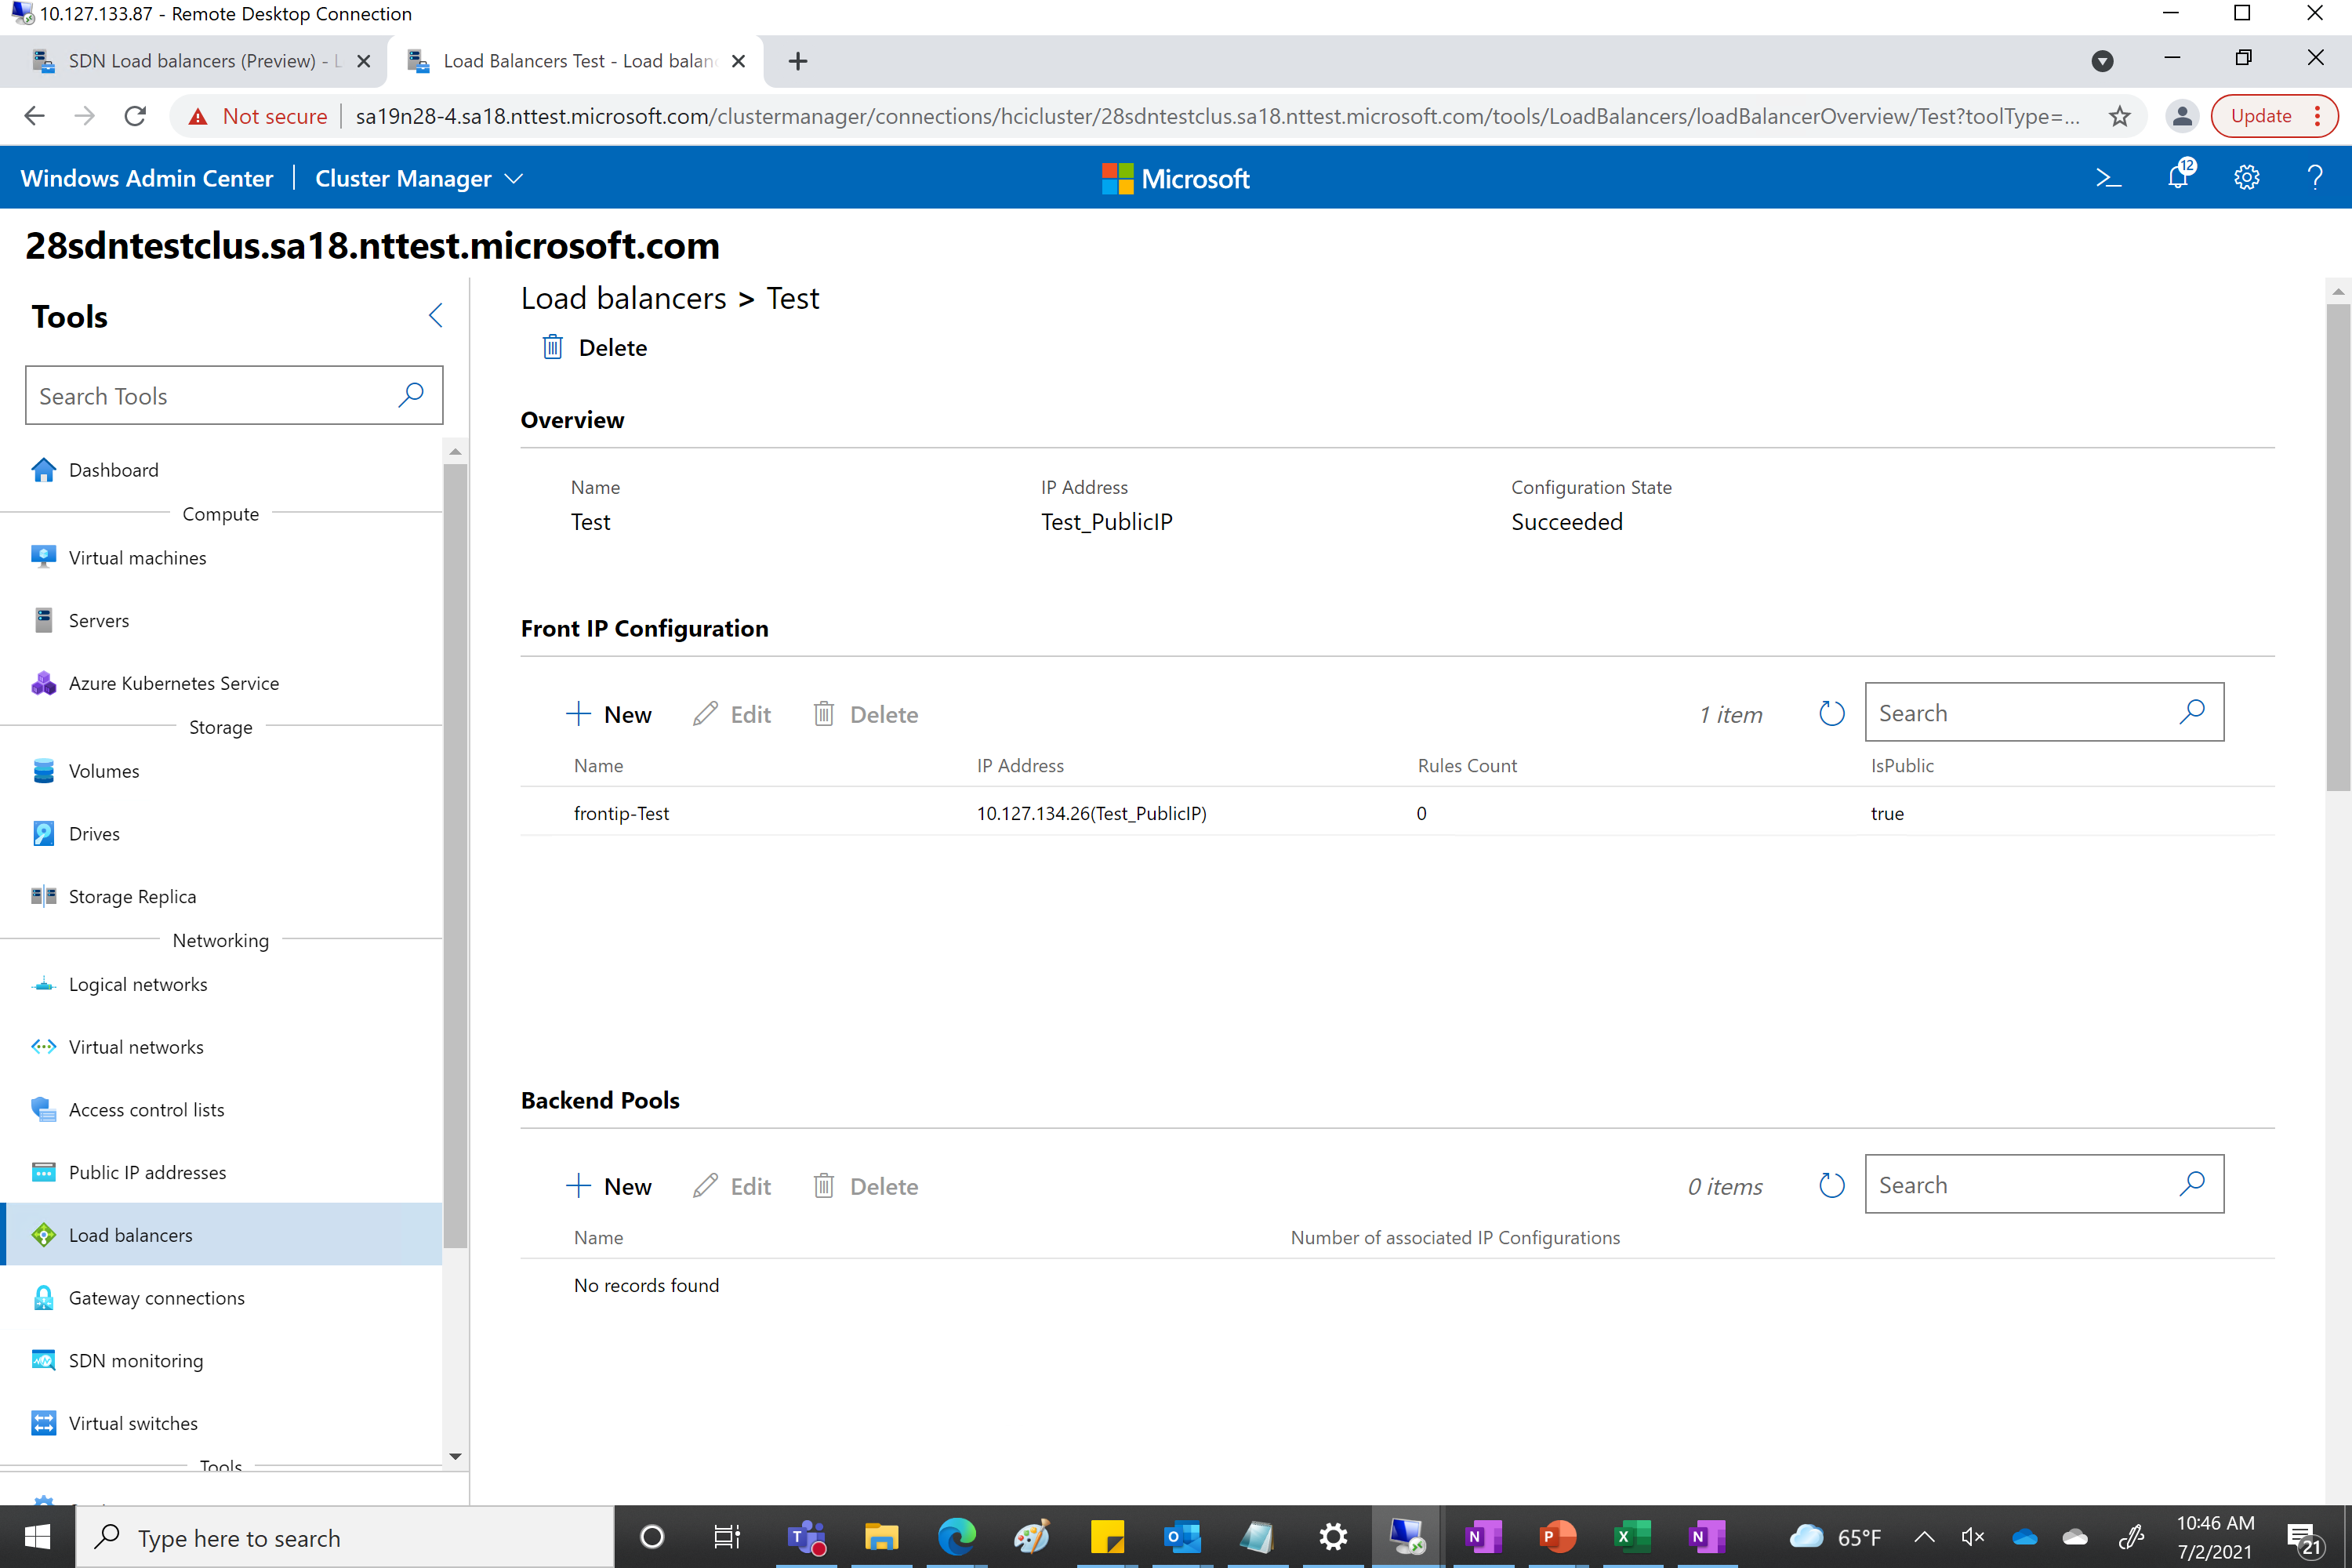 10.127.133.87 - Remote Desktop Connection
SDN Load balancers (Preview) - L
Load Balancers Test - Load balan
Not secure
sa19n28-4.sa18.nttest.microsoft.com/clustermanager/connections/hcicluster/28sdntestclus.sa18.nttest.microsoft.com/tools/LoadBalancers/loadBalancerOverview/Test?toolType=...
Update
Windows Admin Center
Cluster Manager
Microsoft
12
28sdntestclus.sa18.nttest.microsoft.com
Tools
Search Tools
Dashboard
Compute
Virtual machines
Servers
Azure Kubernetes Service
Storage
Volumes
Drives
Storage Replica
Networking
Logical networks
Virtual networks
Access control lists
Public IP addresses
Load balancers
Gateway connections
SDN monitoring
Virtual switches
Tools
Load balancers > Test
Delete
Overview
Name IP Address Configuration State
Test Test_PublicIP Succeeded
Front IP Configuration
New Edit Delete 1 item Search
Name IP Address Rules Count IsPublic
frontip-Test 10.127.134.26(Test_PublicIP) 0 true
Backend Pools
New Edit Delete 0 items Search
Name Number of associated IP Configurations
No records found
Type here to search
65°F
10:46 AM
7/2/2021
21